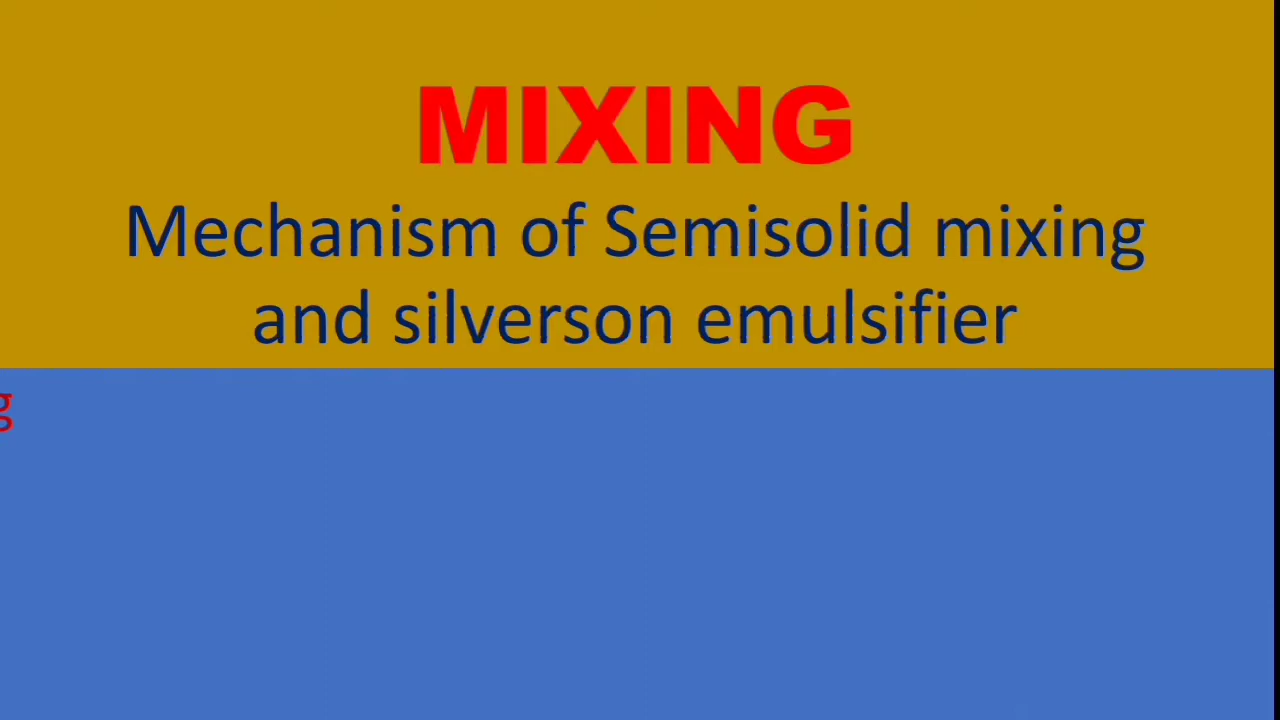 MIXING
Mechanism of Semisolid mixing
and silverson emulsifier
g